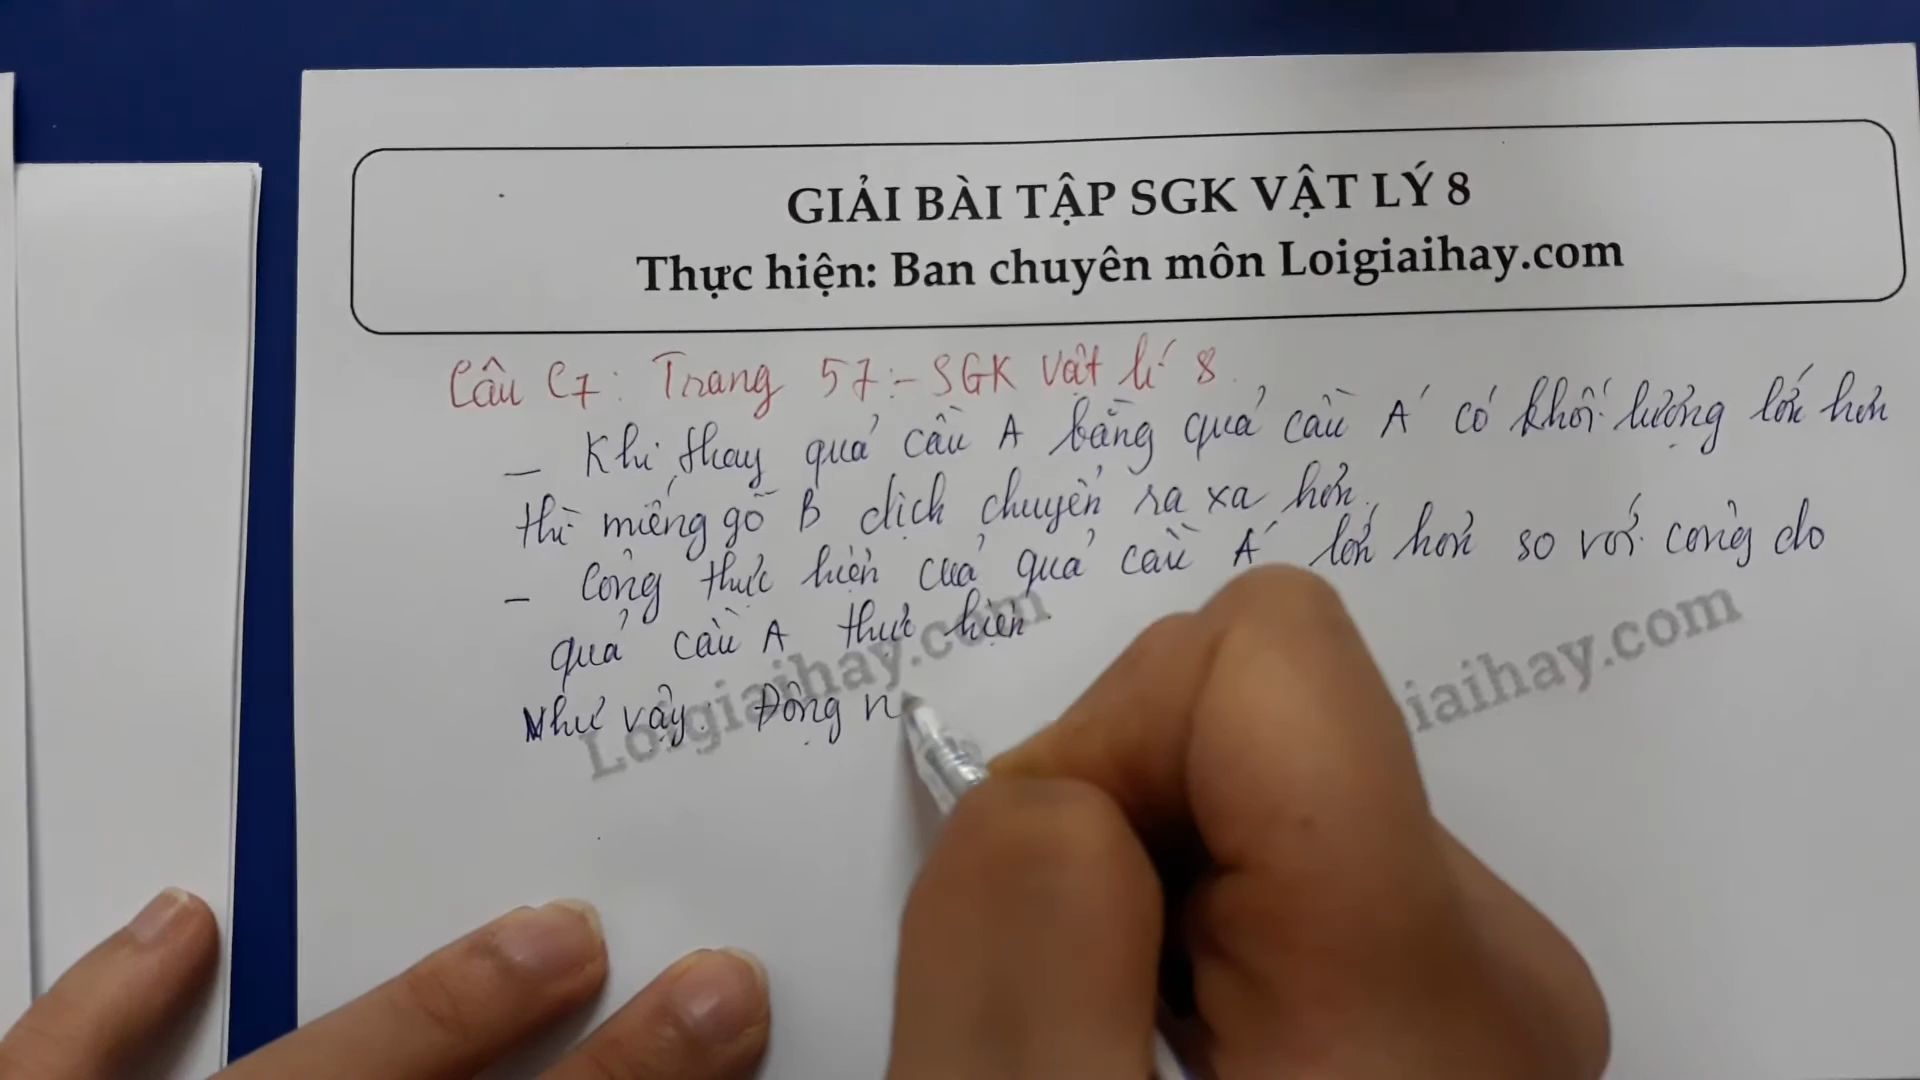 GIẢI BÀI TẬP SGK VẬT LÝ 8
Thực hiện: Ban chuyên môn Loigiaihay.com
Câu C7: Trang 57:- SGK Vật lí 8.
- Khi thay quả cầu A bằng quả cầu A' có khối lượng lớn hơn
thì miếng gỗ B dịch chuyển ra xa hơn.
- Công thực hiện của quả cầu A' lớn hơn so với công do
quả cầu A thực hiện.
Như vậy: Động n
Loigiaihay.com
giaihay.com